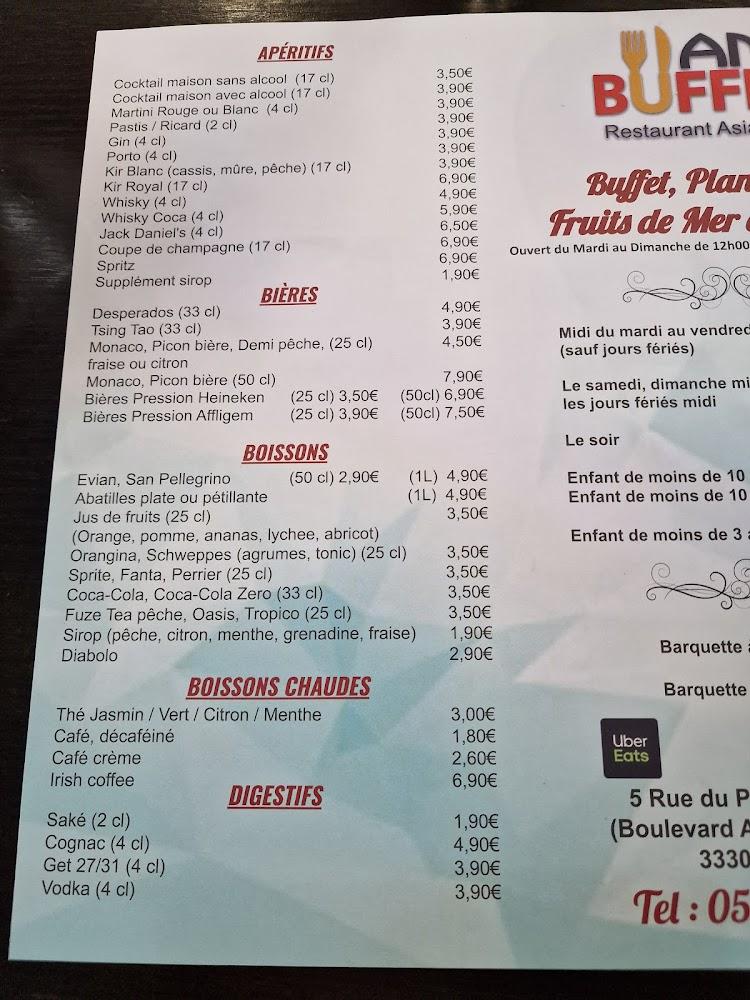 APÉRITIFS
Cocktail maison sans alcool (17 cl) 3,50€
Cocktail maison avec alcool (17 cl) 3,90€
Martini Rouge ou Blanc (4 cl) 3,90€
Pastis / Ricard (2 cl) 3,90€
Gin (4 cl) 3,90€
Porto (4 cl) 3,90€
Kir Blanc (cassis, mûre, pêche) (17 cl) 3,90€
Kir Royal (17 cl) 6,90€
Whisky (4 cl) 4,90€
Whisky Coca (4 cl) 5,90€
Jack Daniel's (4 cl) 6,50€
Coupe de champagne (17 cl) 6,90€
Spritz 6,90€
Supplément sirop 1,90€
BIÈRES
Desperados (33 cl) 4,90€
Tsing Tao (33 cl) 3,90€
Monaco, Picon bière, Demi pêche, (25 cl) 4,50€
fraise ou citron
Monaco, Picon bière (50 cl) 7,90€
Bières Pression Heineken (25 cl) 3,50€ (50cl) 6,90€
Bières Pression Affligem (25 cl) 3,90€ (50cl) 7,50€
BOISSONS
Evian, San Pellegrino (50 cl) 2,90€ (1L) 4,90€
Abatilles plate ou pétillante (1L) 4,90€
Jus de fruits (25 cl) 3,50€
(Orange, pomme, ananas, lychee, abricot)
Orangina, Schweppes (agrumes, tonic) (25 cl) 3,50€
Sprite, Fanta, Perrier (25 cl) 3,50€
Coca-Cola, Coca-Cola Zero (33 cl) 3,50€
Fuze Tea pêche, Oasis, Tropico (25 cl) 3,50€
Sirop (pêche, citron, menthe, grenadine, fraise) 1,90€
Diabolo 2,90€
BOISSONS CHAUDES
Thé Jasmin / Vert / Citron / Menthe 3,00€
Café, décaféiné 1,80€
Café crème 2,60€
Irish coffee 6,90€
DIGESTIFS
Saké (2 cl) 1,90€
Cognac (4 cl) 4,90€
Get 27/31 (4 cl) 3,90€
Vodka (4 cl) 3,90€
BUFFE
Restaurant Asia
Buffet, Plan
Fruits de Mer
Ouvert du Mardi au Dimanche de 12h00
Midi du mardi au vendred
(sauf jours fériés)
Le samedi, dimanche mi
les jours fériés midi
Le soir
Enfant de moins de 10
Enfant de moins de 10
Enfant de moins de 3
Barquette
Barquette
Uber
Eats
5 Rue du P
(Boulevard A
3330
Tel : 05